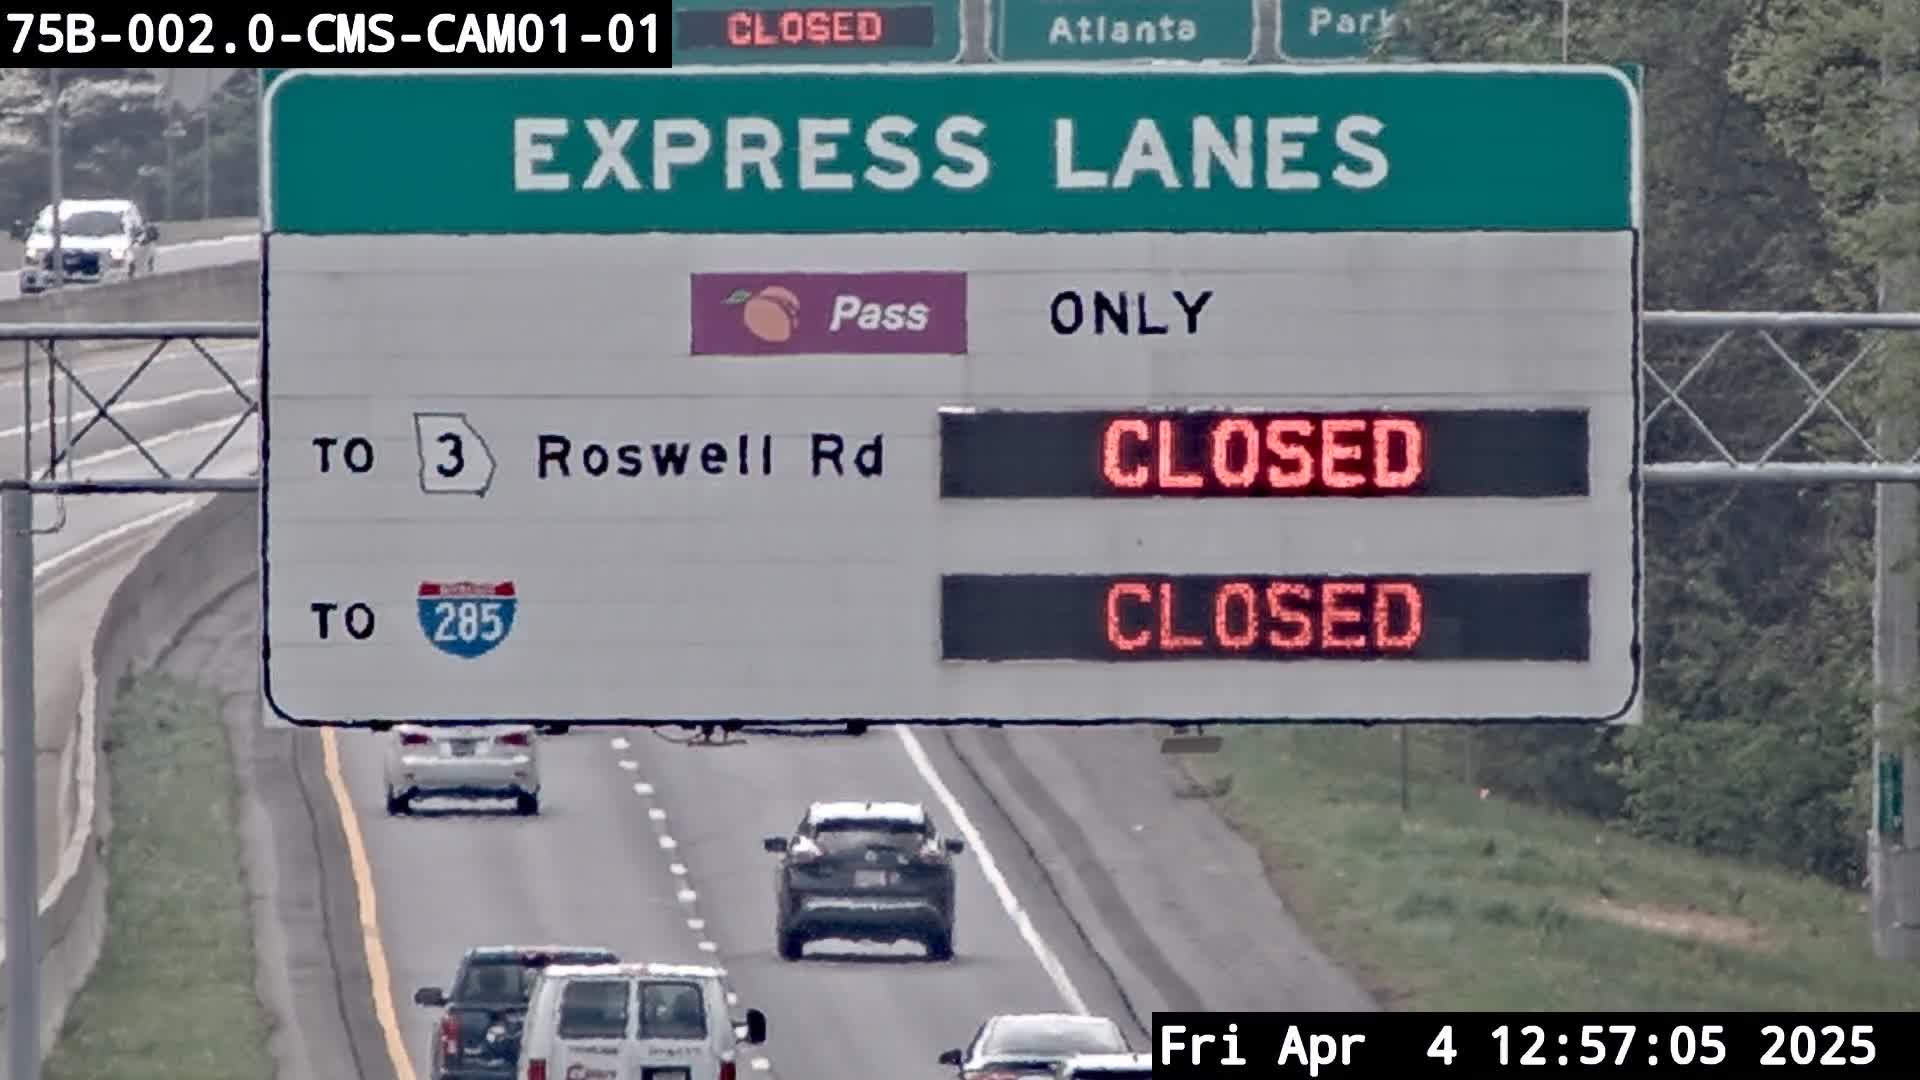 75B-002.0-CMS-CAM01-01
CLOSED
Atlanta
Park
EXPRESS LANES
Pass ONLY
TO 3 Roswell Rd CLOSED
TO 285 CLOSED
Fri Apr 4 12:57:05 2025